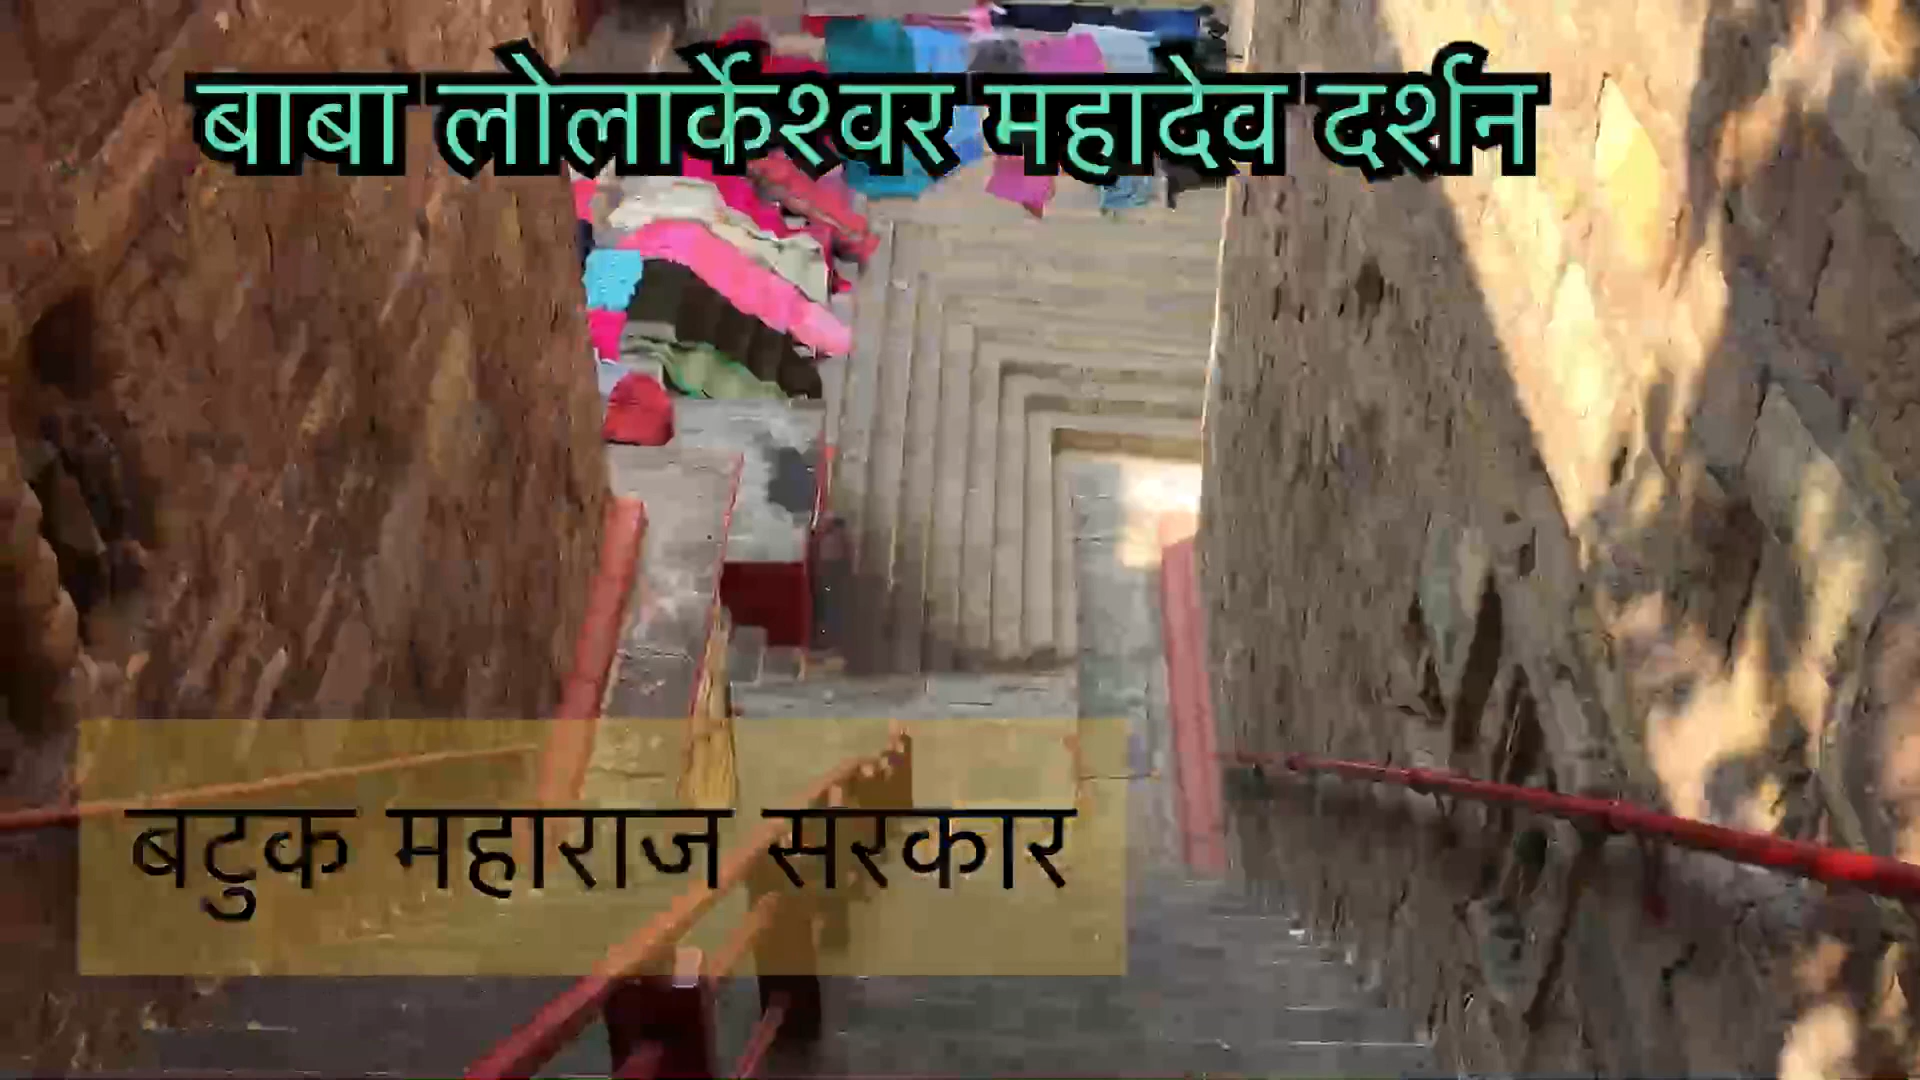 बाबा लोलार्केश्वर महादेव दर्शन
बटुक महाराज सरकार